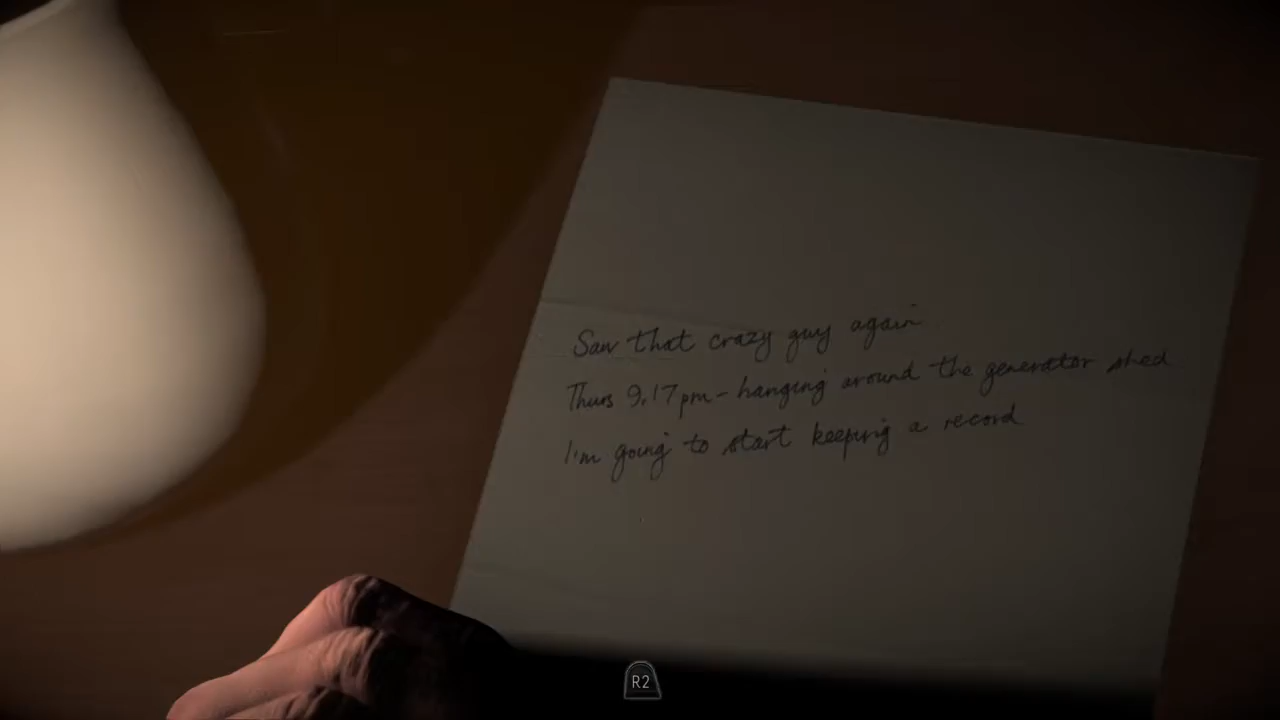 Saw that crazy guy again
Thurs 9.17pm - hanging around the generator shed
I'm going to start keeping a record
R2